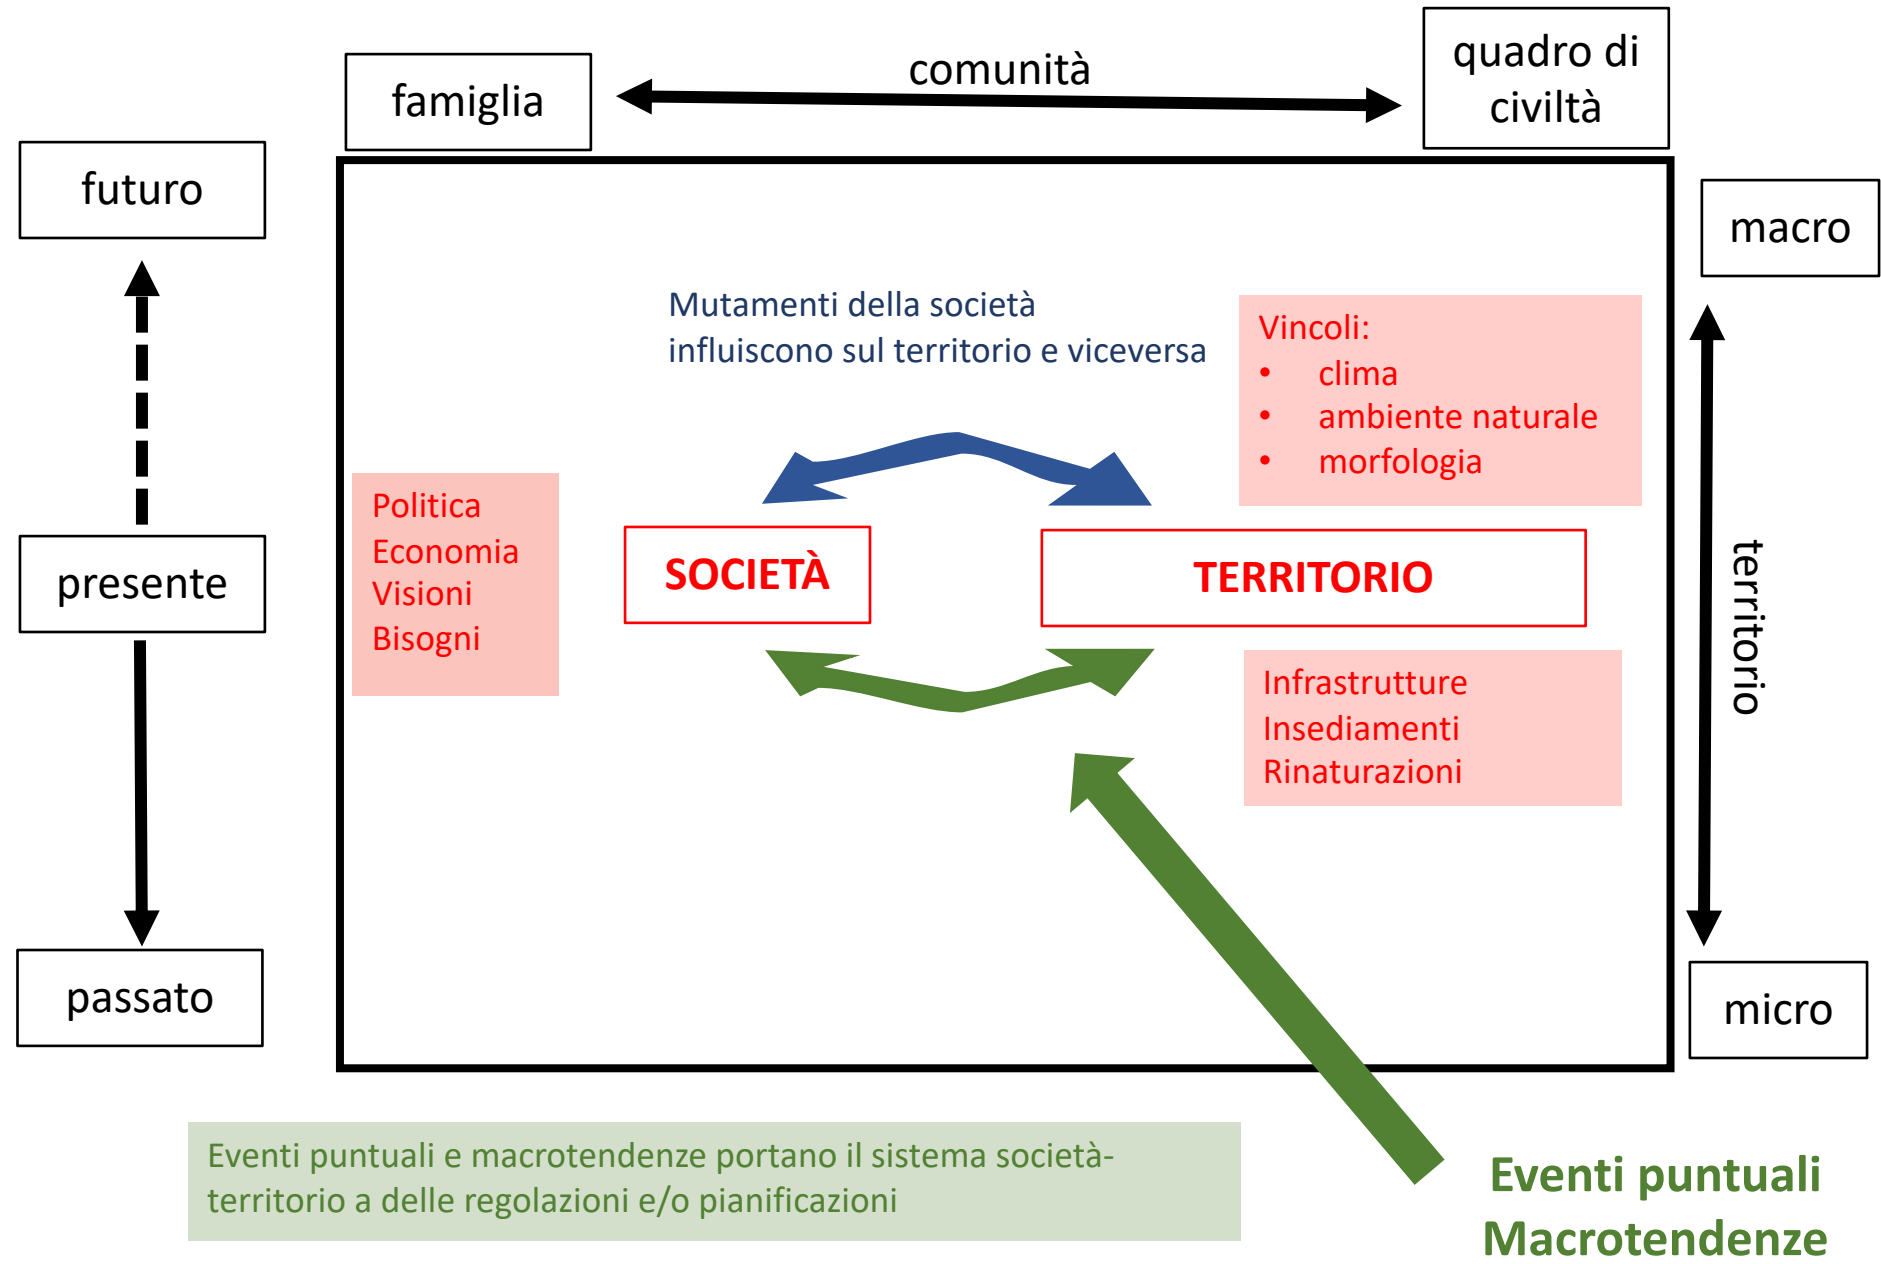 famiglia
comunità
quadro di
civiltà
futuro
macro
Mutamenti della società
influiscono sul territorio e viceversa
Vincoli:
• clima
• ambiente naturale
• morfologia
Politica
Economia
Visioni
Bisogni
presente
SOCIETÀ
TERRITORIO
territorio
Infrastrutture
Insediamenti
Rinaturazioni
passato
micro
Eventi puntuali e macrotendenze portano il sistema società-
territorio a delle regolazioni e/o pianificazioni
Eventi puntuali
Macrotendenze